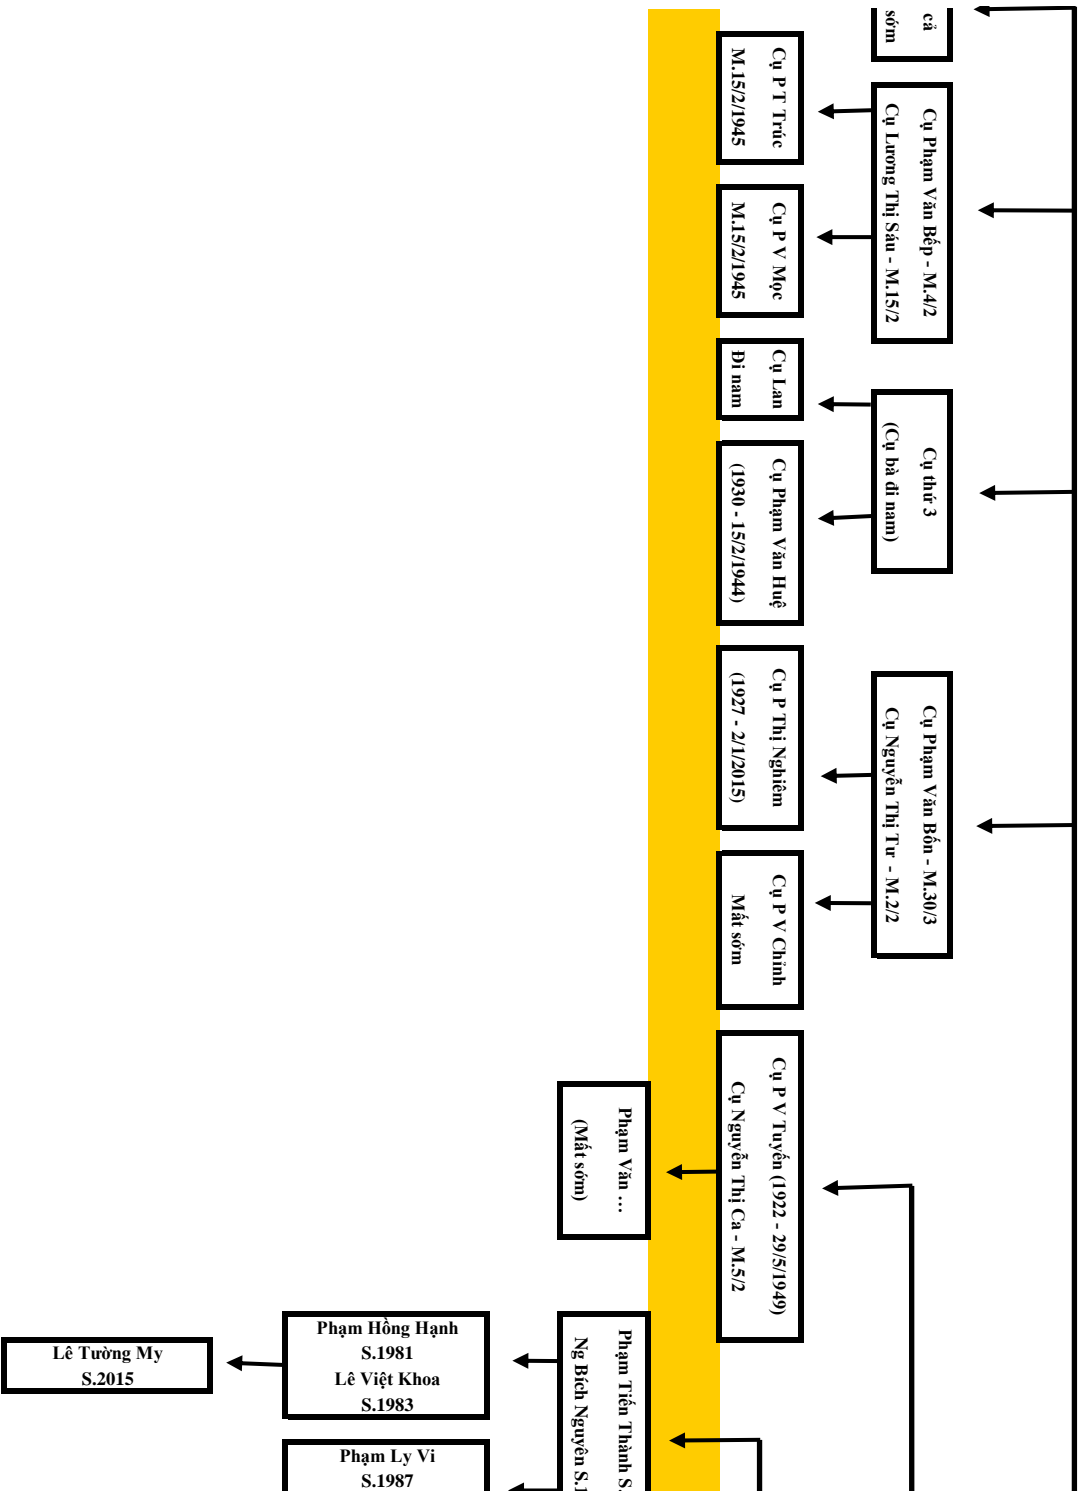 cả
sớm
Cụ Phạm Văn Bếp - M.4/2
Cụ Lương Thị Sáu - M.15/2
Cụ thứ 3
(Cụ bà đi nam)
Cụ Phạm Văn Bốn - M.30/3
Cụ Nguyễn Thị Tư - M.2/2
Cụ P T Trúc
M.15/2/1945
Cụ P V Mọc
M.15/2/1945
Cụ Lan
Đi nam
Cụ Phạm Văn Huệ
(1930 - 15/2/1944)
Cụ P Thị Nghiêm
(1927 - 2/1/2015)
Cụ P V Chinh
Mất sớm
Cụ P V Tuyến (1922 - 29/5/1949)
Cụ Nguyễn Thị Ca - M.5/2
Phạm Văn ...
(Mất sớm)
Phạm Tiến Thành S.
Ng Bích Nguyên S.1
Phạm Hồng Hạnh
S.1981
Lê Việt Khoa
S.1983
Phạm Ly Vi
S.1987
Lê Tường My
S.2015